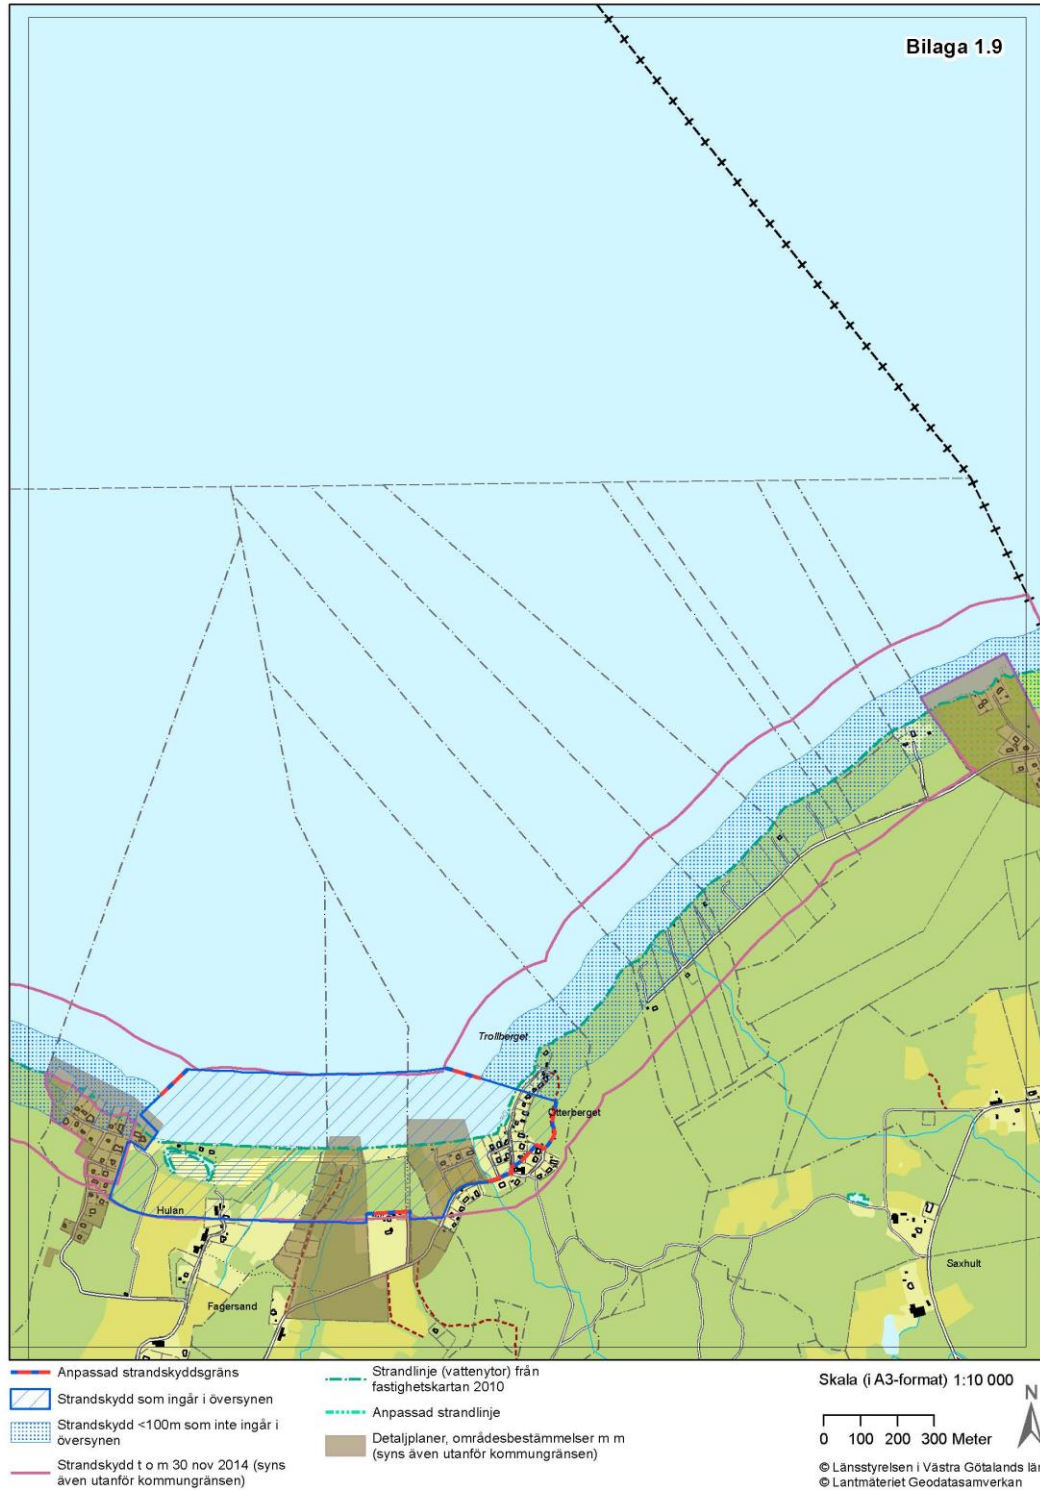 Bilaga 1.9
Trollberget
Otterberget
Hulan
Fagersand
Saxhult
Anpassad strandskyddsgräns
Strandskydd som ingår i översynen
Strandskydd <100m som inte ingår i
översynen
Strandskydd t o m 30 nov 2014 (syns
även utanför kommungränsen)
Strandlinje (vattenytor) från
fastighetskartan 2010
Anpassad strandlinje
Detaljplaner, områdesbestämmelser m m
(syns även utanför kommungränsen)
Skala (i A3-format) 1:10 000
N
0 100 200 300 Meter
© Länsstyrelsen i Västra Götalands län
© Lantmäteriet Geodatasamverkan